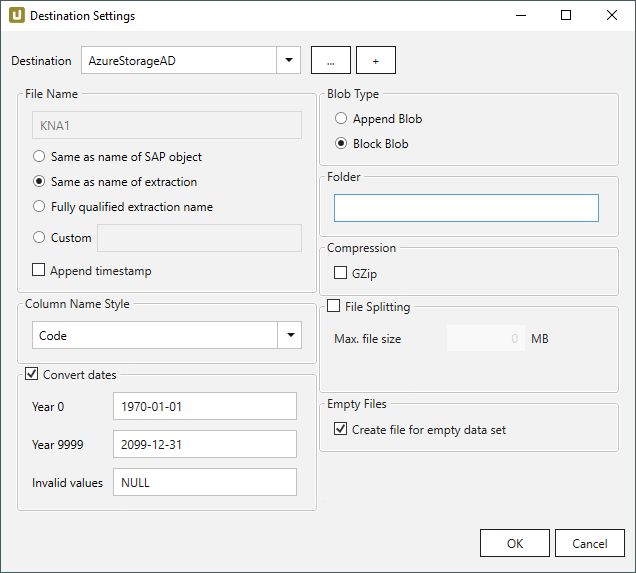 Destination Settings
Destination AzureStorageAD ... +
File Name
KNA1
Same as name of SAP object
Same as name of extraction
Fully qualified extraction name
Custom
Append timestamp
Column Name Style
Code
Convert dates
Year 0 1970-01-01
Year 9999 2099-12-31
Invalid values NULL
Blob Type
Append Blob
Block Blob
Folder
Compression
GZip
File Splitting
Max. file size 0 MB
Empty Files
Create file for empty data set
OK Cancel